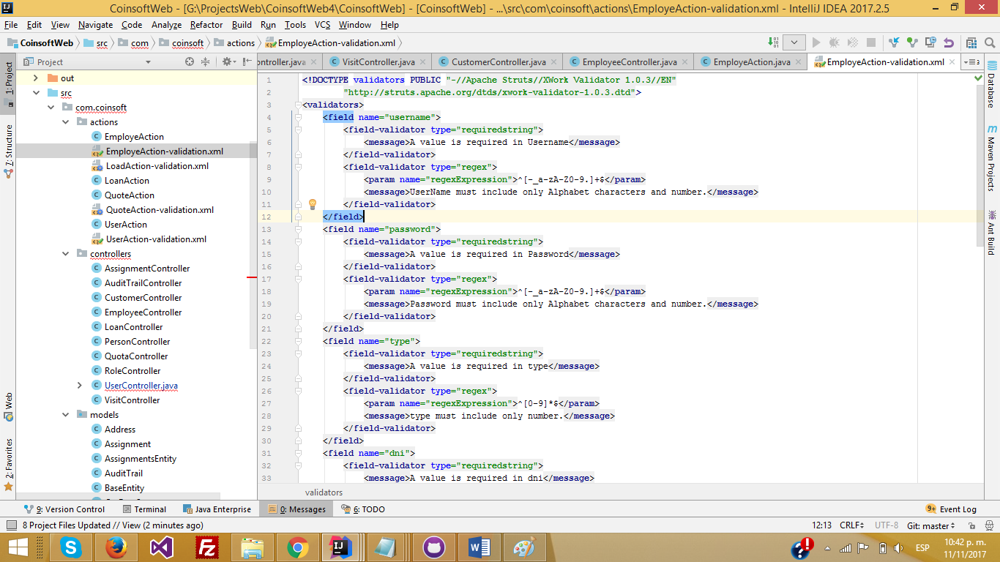 CoinsoftWeb - [G:\ProjectsWeb\CoinsoftWeb4\CoinsoftWeb] - [CoinsoftWeb] - ...\src\com\coinsoft\actions\EmployeAction-validation.xml - IntelliJ IDEA 2017.2.5
File Edit View Navigate Code Analyze Refactor Build Run Tools VCS Window Help
CoinsoftWeb src com coinsoft actions EmployeAction-validation.xml
Project
ontroller.java VisitController.java CustomerController.java EmployeeController.java EmployeAction.java EmployeAction-validation.xml
1: Project
7: Structure
Web
2: Favorites
out
src
com.coinsoft
actions
EmployeAction
EmployeAction-validation.xml
LoadAction-validation.xml
LoanAction
QuoteAction
QuoteAction-validation.xml
UserAction
UserAction-validation.xml
controllers
AssignmentController
AuditTrailController
CustomerController
EmployeeController
LoanController
PersonController
QuotaController
RoleController
UserController.java
VisitController
models
Address
Assignment
AssignmentsEntity
AuditTrail
BaseEntity
1 <!DOCTYPE validators PUBLIC "-//Apache Struts//XWork Validator 1.0.3//EN"
2 "http://struts.apache.org/dtds/xwork-validator-1.0.3.dtd">
3 <validators>
4 <field name="username">
5 <field-validator type="requiredstring">
6 <message>A value is required in Username</message>
7 </field-validator>
8 <field-validator type="regex">
9 <param name="regexExpression">^[-_a-zA-Z0-9.]+$</param>
10 <message>UserName must include only Alphabet characters and number.</message>
11 </field-validator>
12 </field>
13 <field name="password">
14 <field-validator type="requiredstring">
15 <message>A value is required in Password</message>
16 </field-validator>
17 <field-validator type="regex">
18 <param name="regexExpression">^[-_a-zA-Z0-9.]+$</param>
19 <message>Password must include only Alphabet characters and number.</message>
20 </field-validator>
21 </field>
22 <field name="type">
23 <field-validator type="requiredstring">
24 <message>A value is required in type</message>
25 </field-validator>
26 <field-validator type="regex">
27 <param name="regexExpression">^[0-9]*$</param>
28 <message>type must include only number.</message>
29 </field-validator>
30 </field>
31 <field name="dni">
32 <field-validator type="requiredstring">
33 <message>A value is required in dni</message>
validators
Database
Maven Projects
Ant Build
9: Version Control Terminal Java Enterprise 0: Messages 6: TODO Event Log
8 Project Files Updated // View (2 minutes ago) 12:13 CRLF UTF-8 Git: master
ESP
10:42 p. m.
11/11/2017